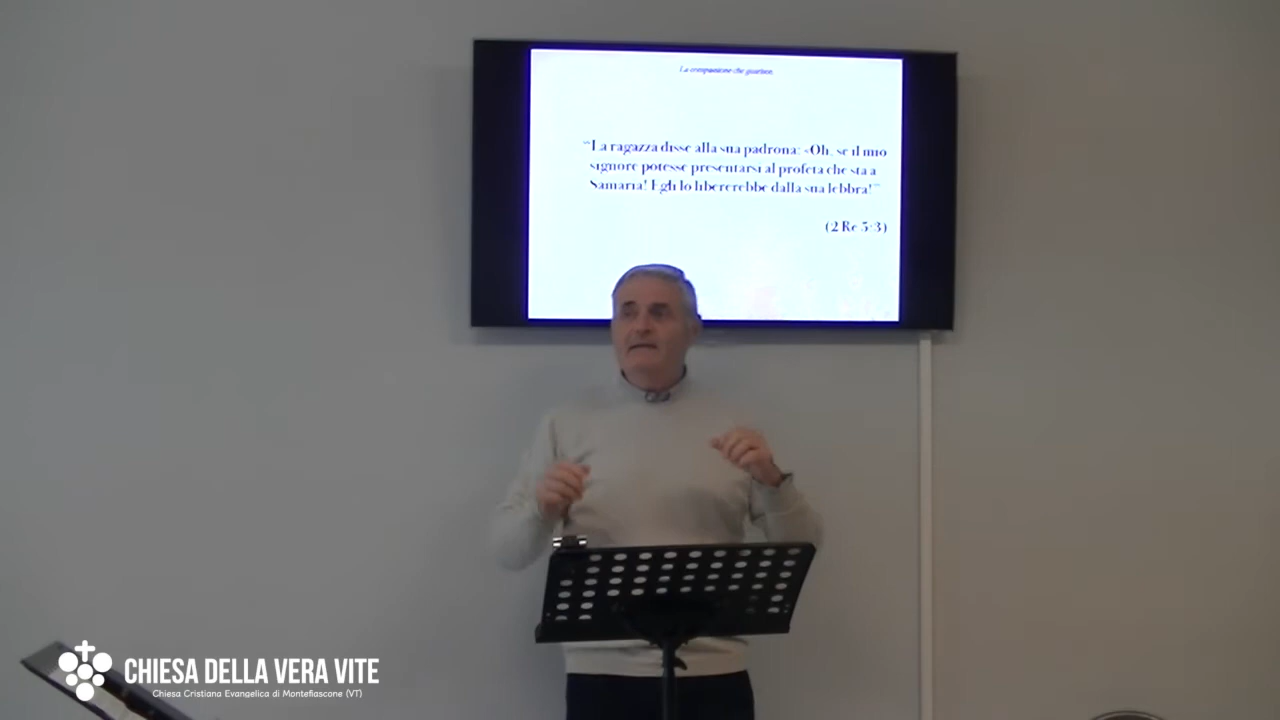 La compassione che guarisce
“La ragazza disse alla sua padrona: «Oh, se il mio
signore potesse presentarsi al profeta che sta a
Samaria! Egli lo libererebbe dalla sua lebbra!”
(2 Re 5:3)
CHIESA DELLA VERA VITE
Chiesa Cristiana Evangelica di Montefiascone (VT)